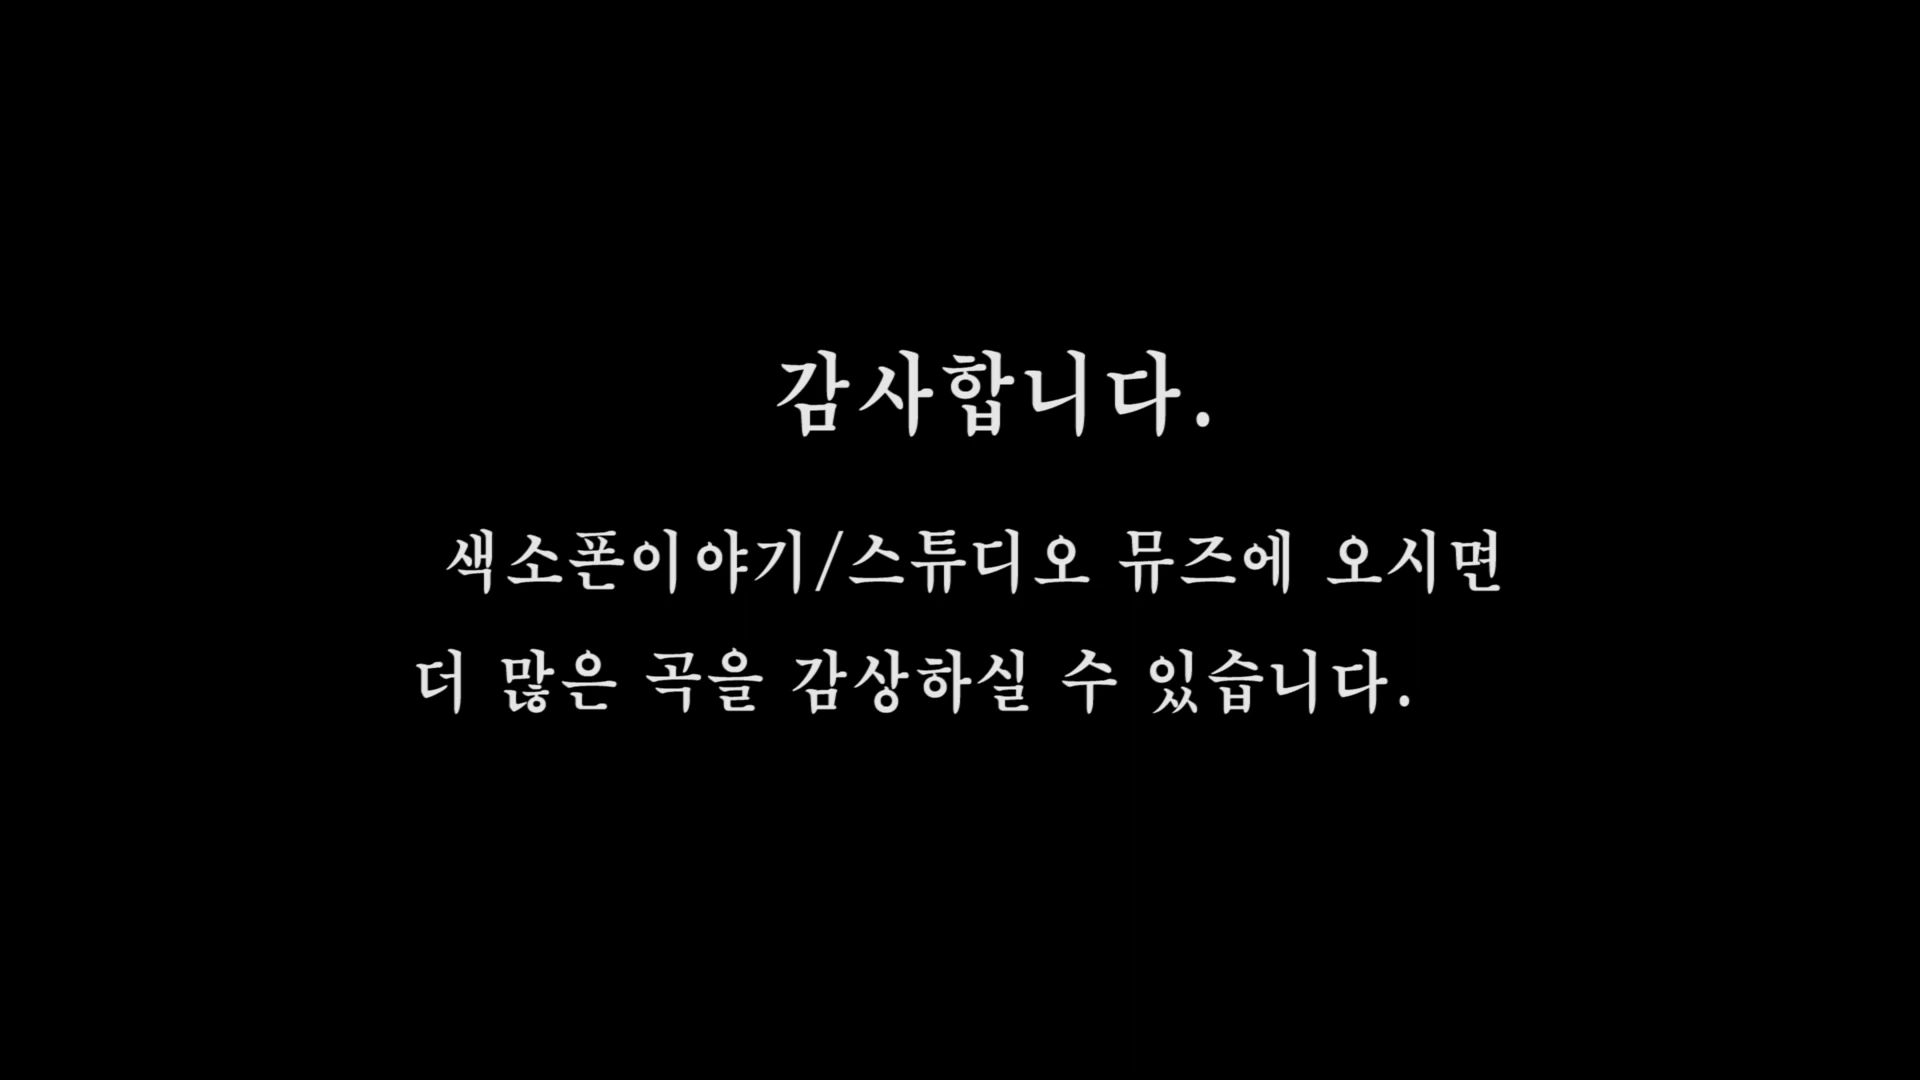 감사합니다.
색소폰이야기/스튜디오 뮤즈에 오시면
더 많은 곡을 감상하실 수 있습니다.